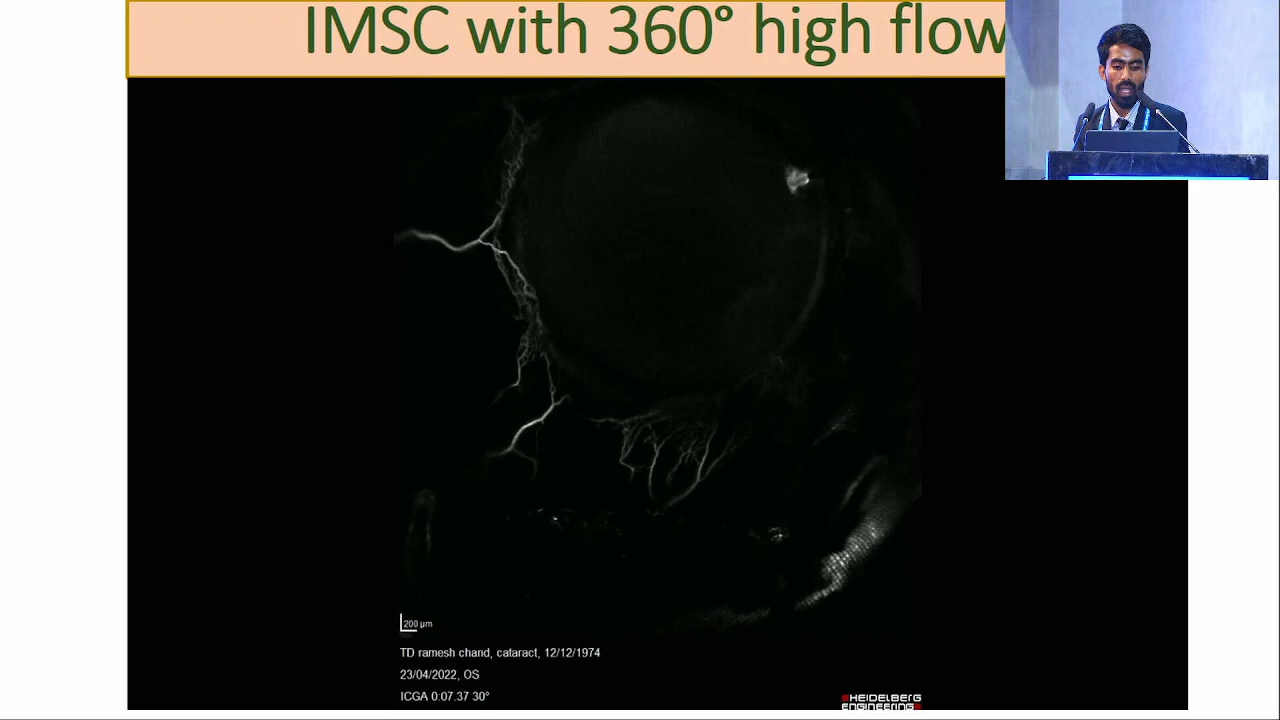 IMSC with 360° high flow
200 µm
TD ramesh chand, cataract, 12/12/1974
23/04/2022, OS
ICGA 0:07.37 30°
HEIDELBERG
ENGINEERING